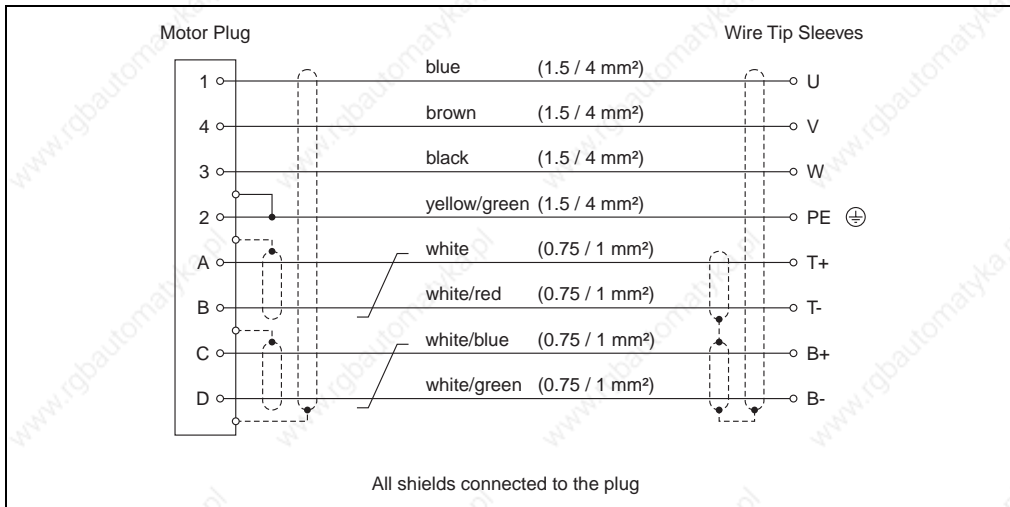 Motor Plug Wire Tip Sleeves
1 blue (1.5 / 4 mm²) U
4 brown (1.5 / 4 mm²) V
3 black (1.5 / 4 mm²) W
2 yellow/green (1.5 / 4 mm²) PE
A white (0.75 / 1 mm²) T+
B white/red (0.75 / 1 mm²) T-
C white/blue (0.75 / 1 mm²) B+
D white/green (0.75 / 1 mm²) B-
All shields connected to the plug
www.rgbautomatyka.pl